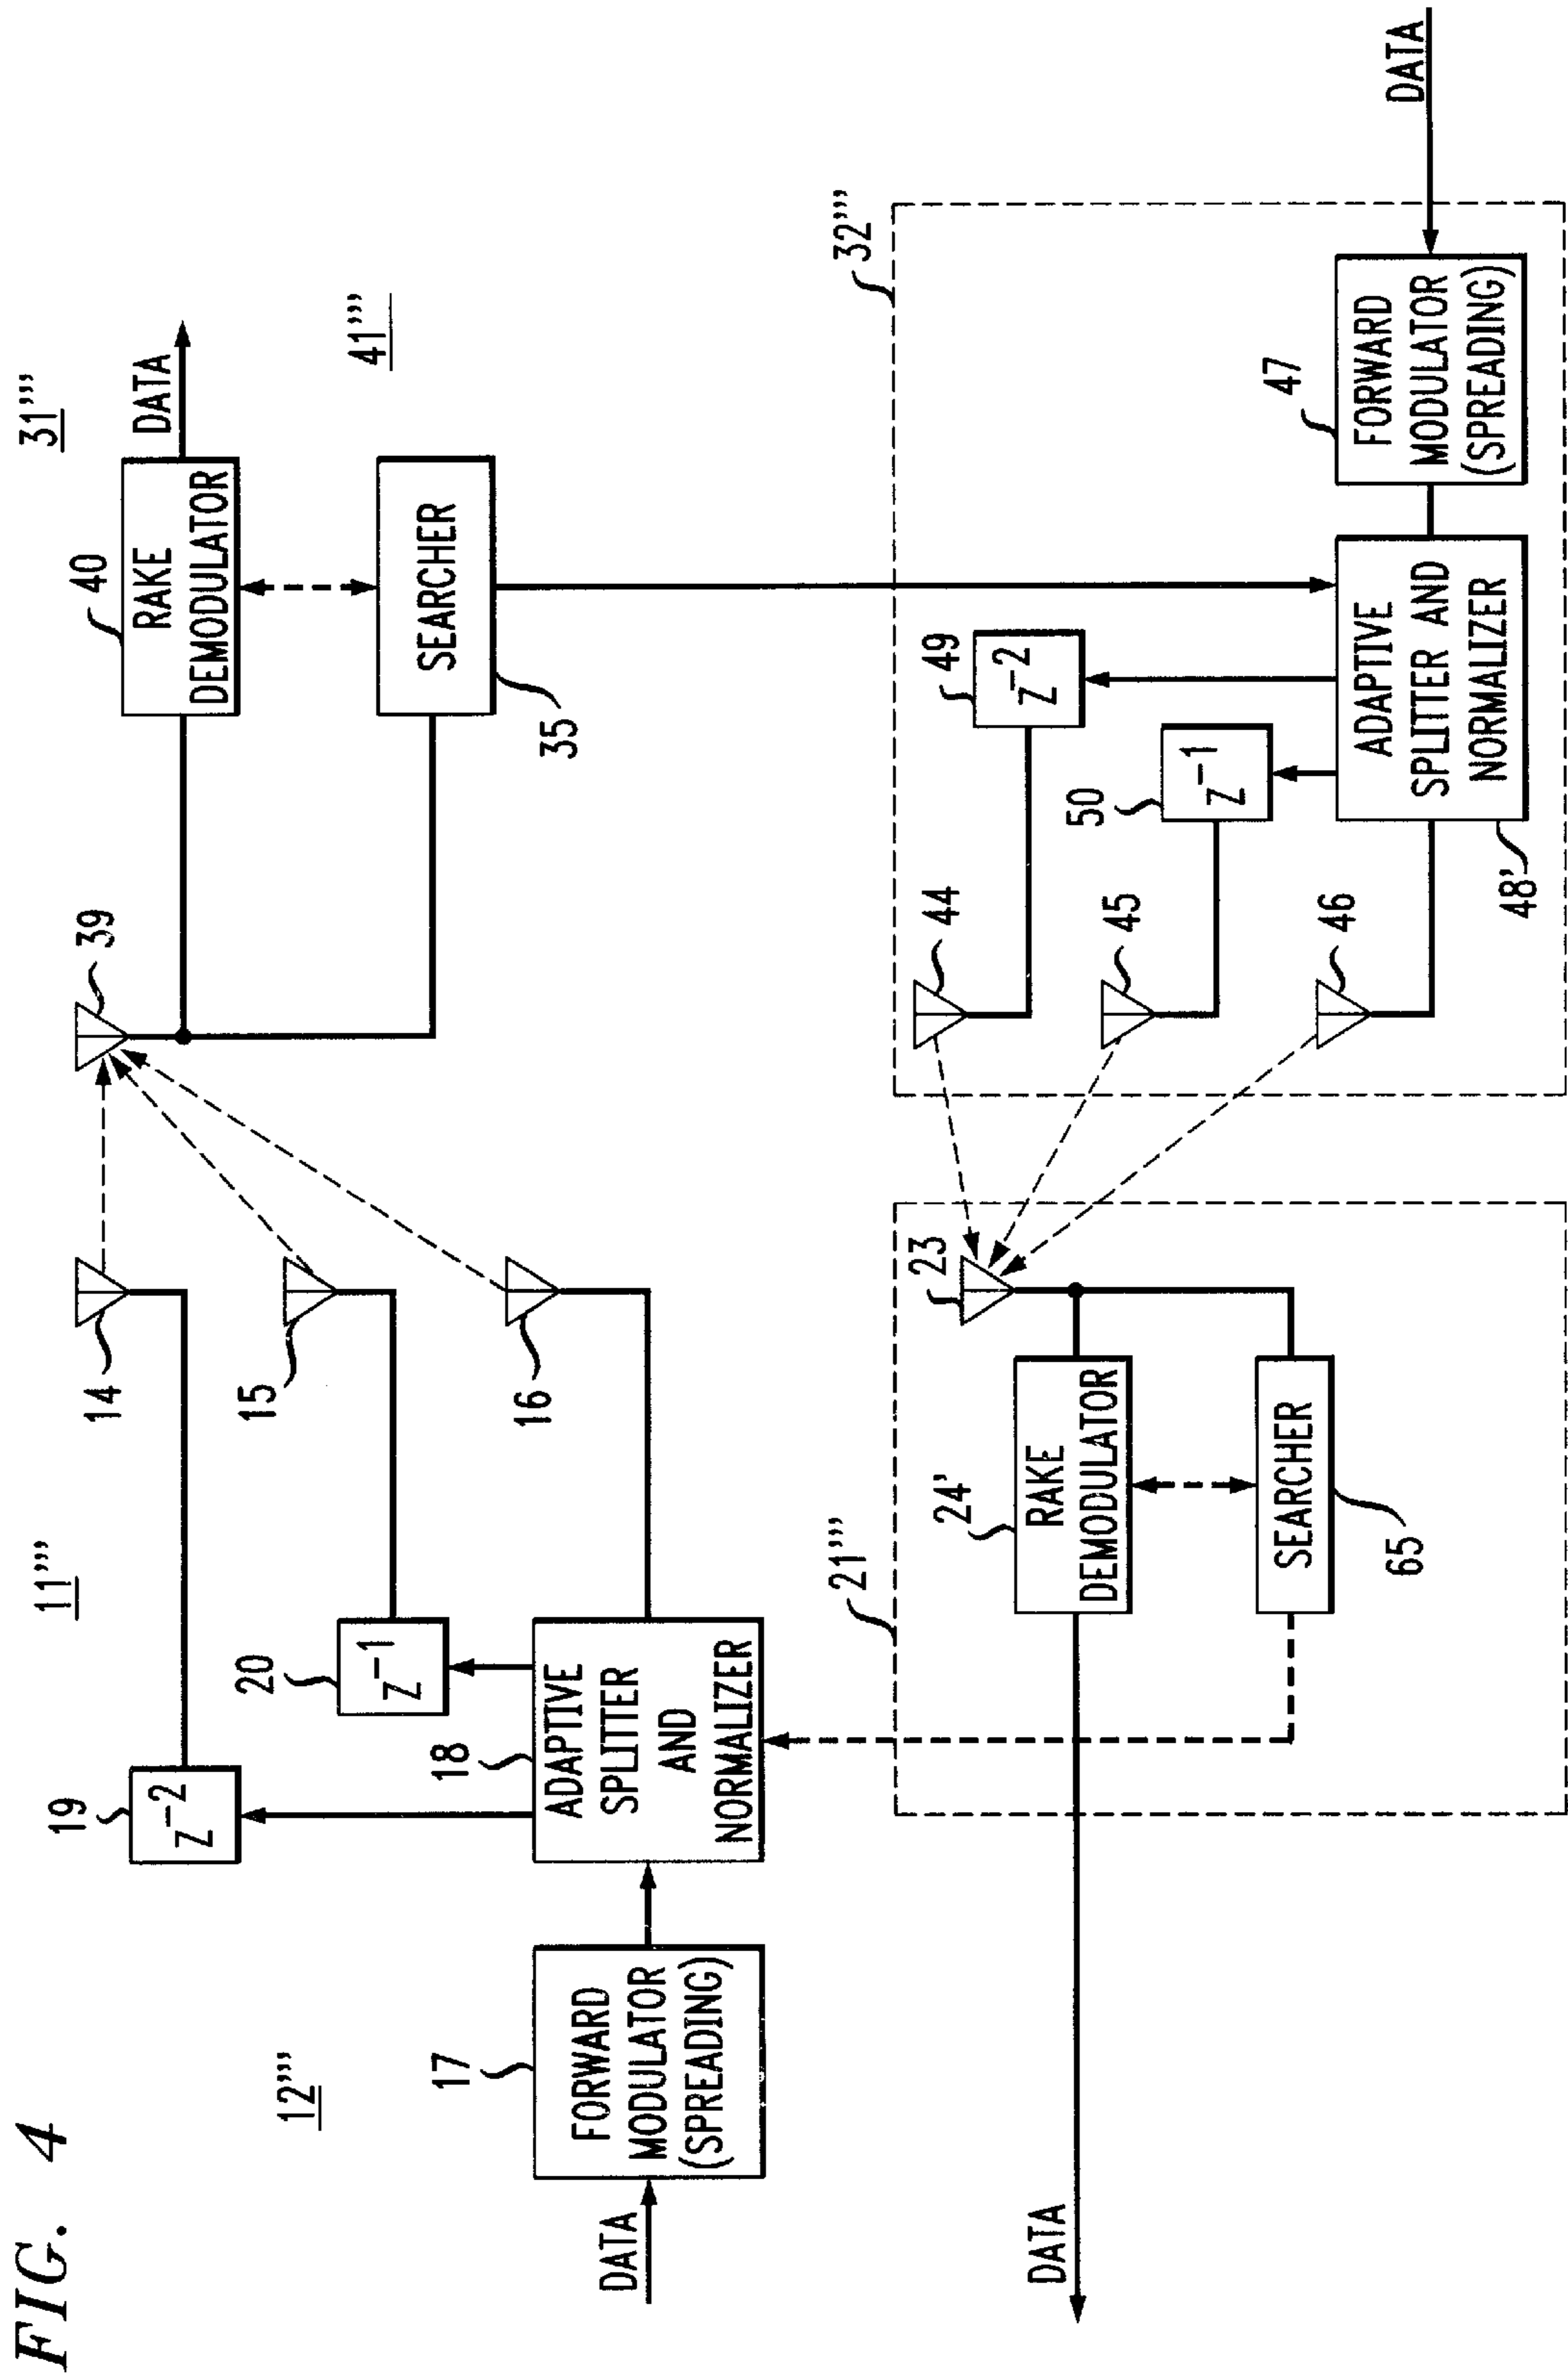 FIG. 4
11'''
12'''
DATA
17
FORWARD
MODULATOR
(SPREADING)
18
ADAPTIVE
SPLITTER
AND
NORMALIZER
19
Z−2
20
Z−1
14
15
16
39
31'''
40
RAKE
DEMODULATOR
DATA
41'''
SEARCHER
35
21'''
23
24'
RAKE
DEMODULATOR
SEARCHER
65
DATA
32'''
44
45
46
49
Z−2
50
Z−1
ADAPTIVE
SPLITTER AND
NORMALIZER
48'
47
FORWARD
MODULATOR
(SPREADING)
DATA